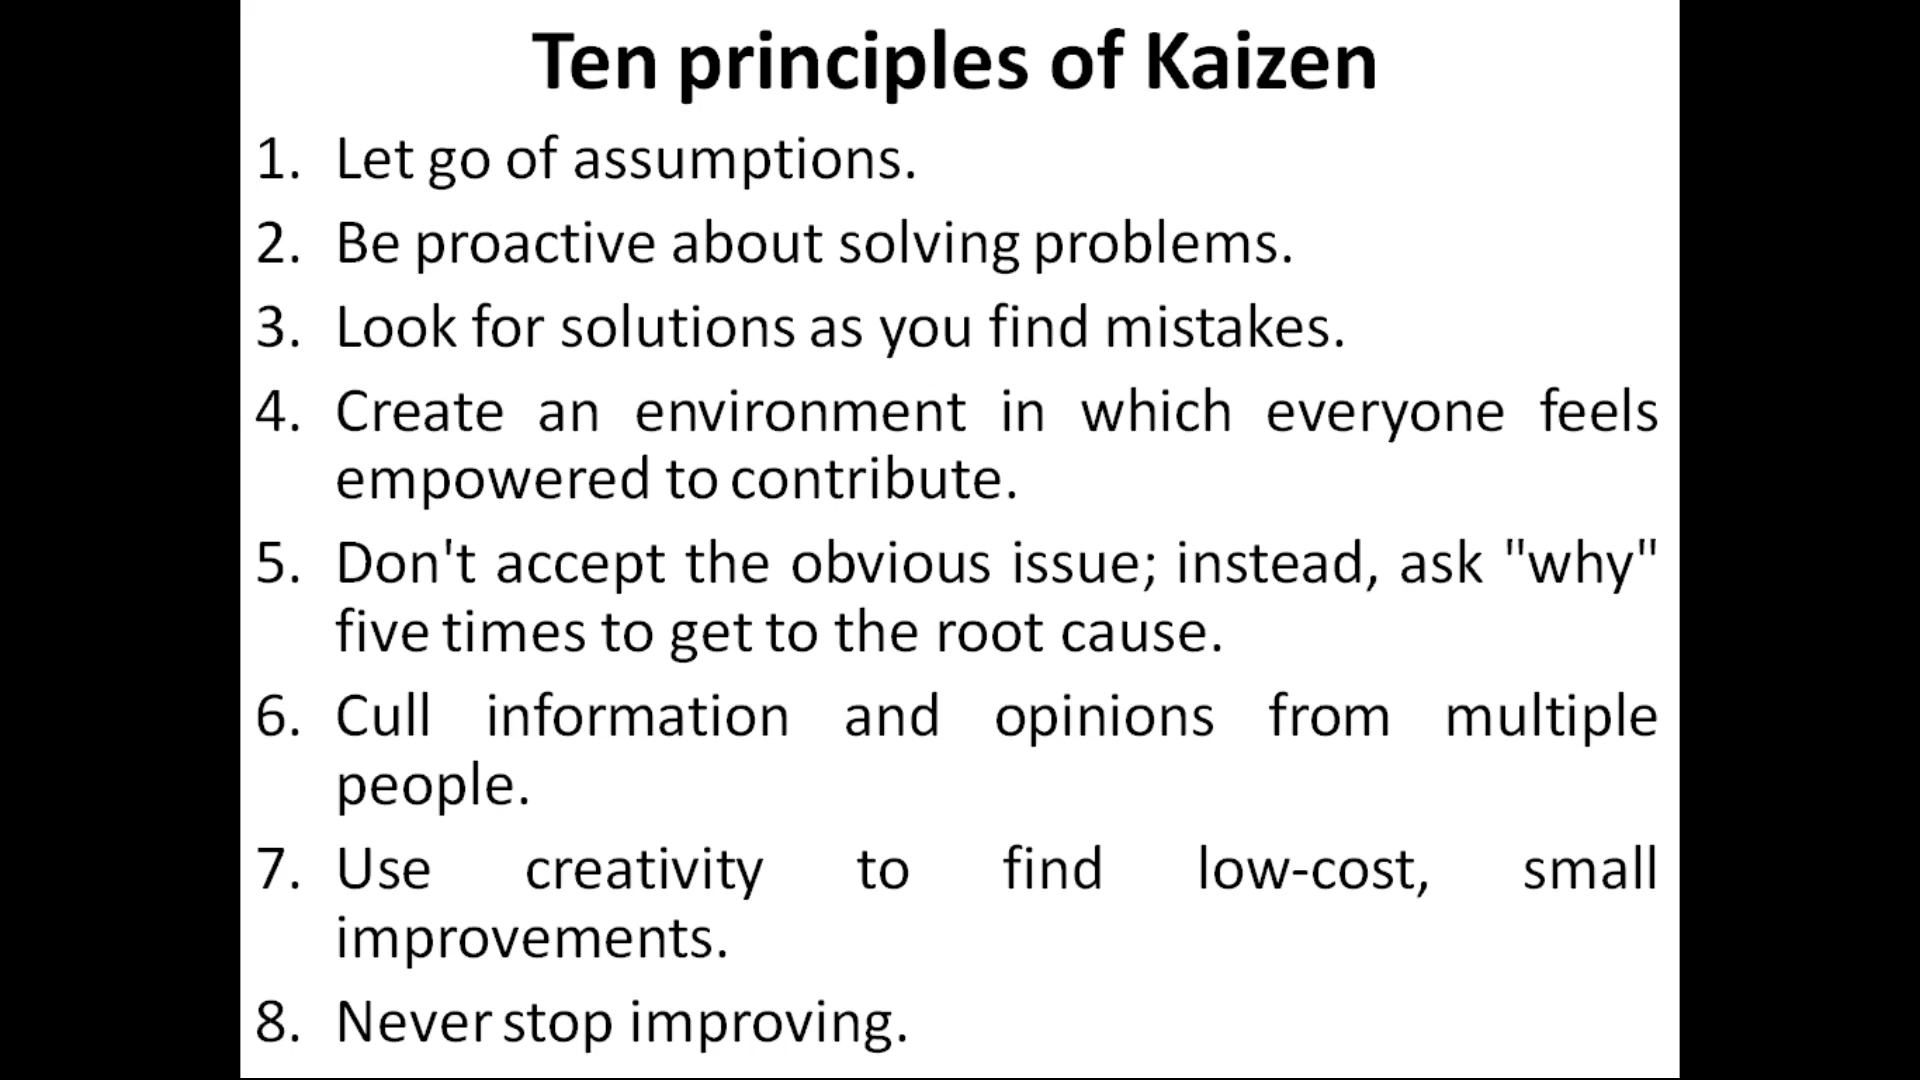 Ten principles of Kaizen
1. Let go of assumptions.
2. Be proactive about solving problems.
3. Look for solutions as you find mistakes.
4. Create an environment in which everyone feels
empowered to contribute.
5. Don't accept the obvious issue; instead, ask "why"
five times to get to the root cause.
6. Cull information and opinions from multiple
people.
7. Use creativity to find low-cost, small
improvements.
8. Never stop improving.